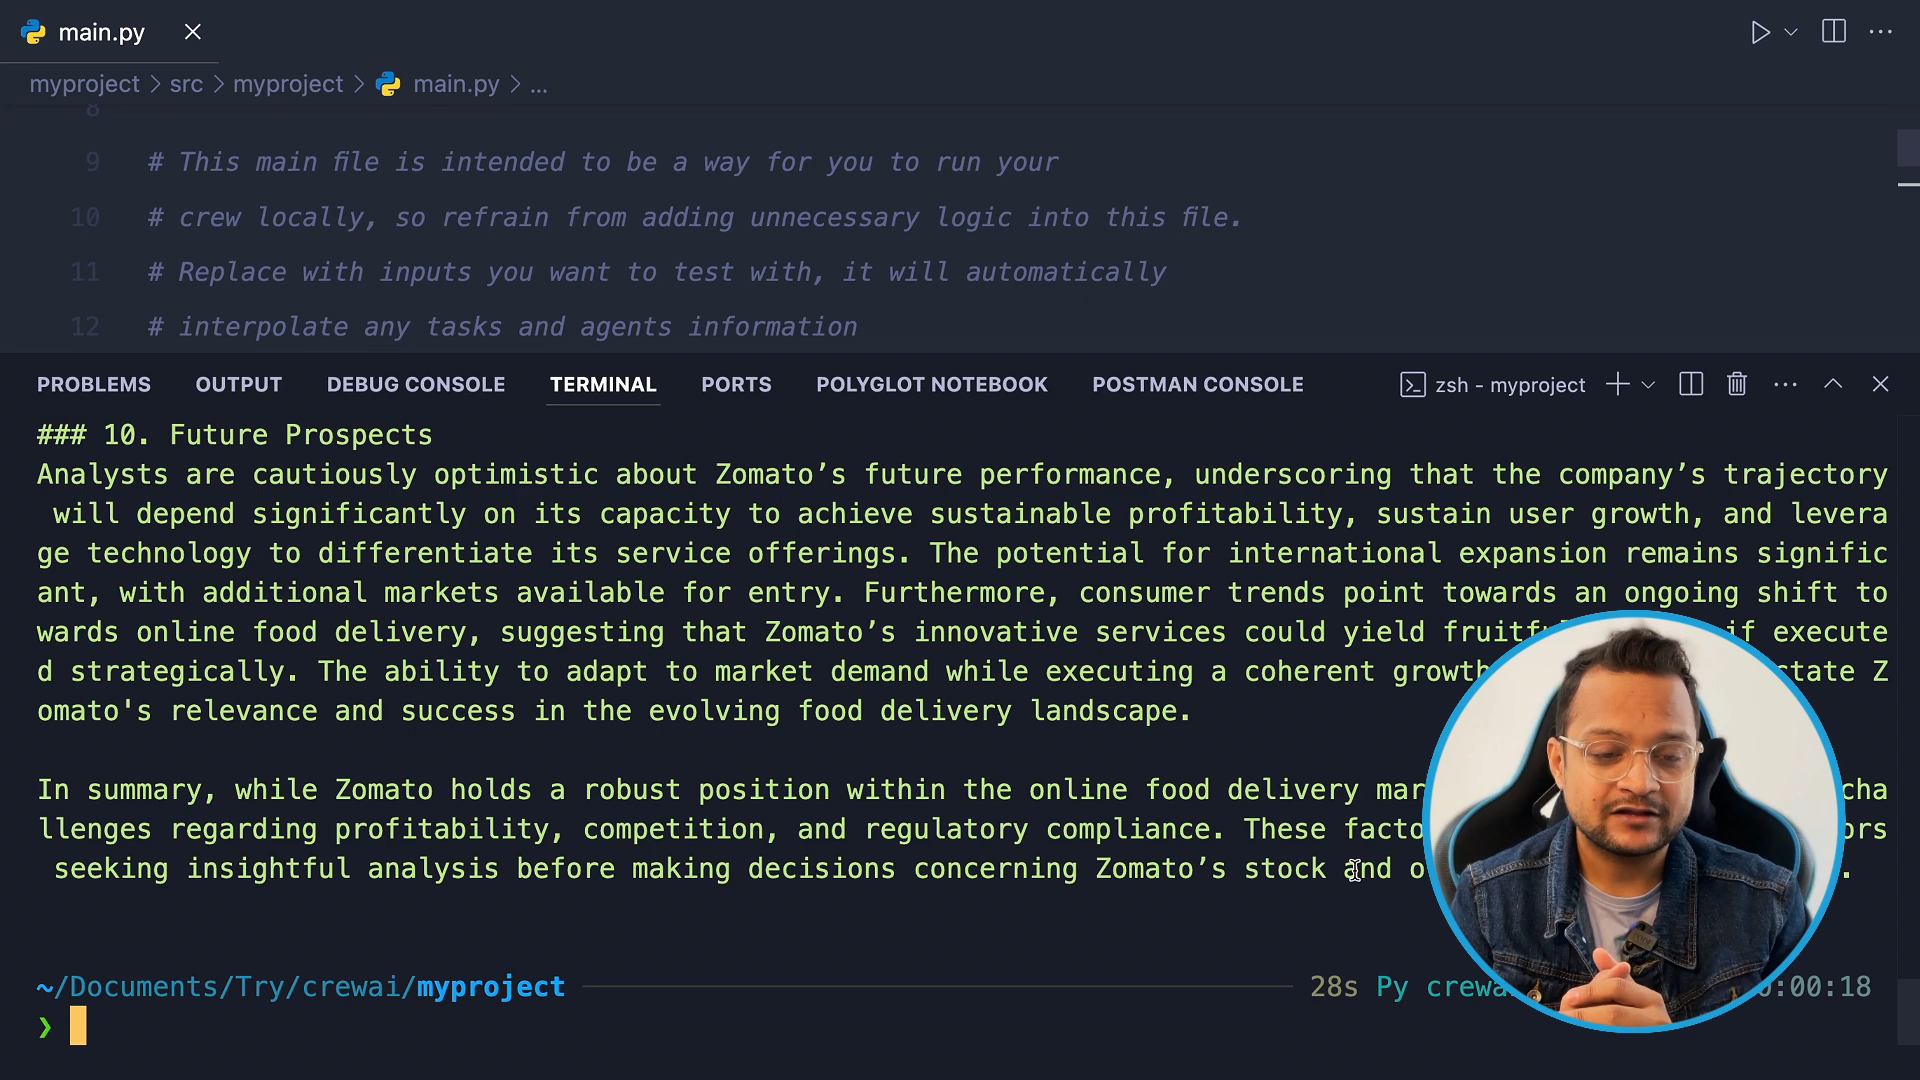 main.py
myproject > src > myproject > main.py > ...
8
9 # This main file is intended to be a way for you to run your
10 # crew locally, so refrain from adding unnecessary logic into this file.
11 # Replace with inputs you want to test with, it will automatically
12 # interpolate any tasks and agents information
PROBLEMS OUTPUT DEBUG CONSOLE TERMINAL PORTS POLYGLOT NOTEBOOK POSTMAN CONSOLE zsh - myproject
### 10. Future Prospects
Analysts are cautiously optimistic about Zomato’s future performance, underscoring that the company’s trajectory
will depend significantly on its capacity to achieve sustainable profitability, sustain user growth, and levera
ge technology to differentiate its service offerings. The potential for international expansion remains signific
ant, with additional markets available for entry. Furthermore, consumer trends point towards an ongoing shift to
wards online food delivery, suggesting that Zomato’s innovative services could yield if execute
d strategically. The ability to adapt to market demand while executing a coherent growth Z
omato's relevance and success in the evolving food delivery landscape.
In summary, while Zomato holds a robust position within the online food delivery cha
llenges regarding profitability, competition, and regulatory compliance. These
seeking insightful analysis before making decisions concerning Zomato’s stock and
~/Documents/Try/crewai/myproject 28s Py
❯